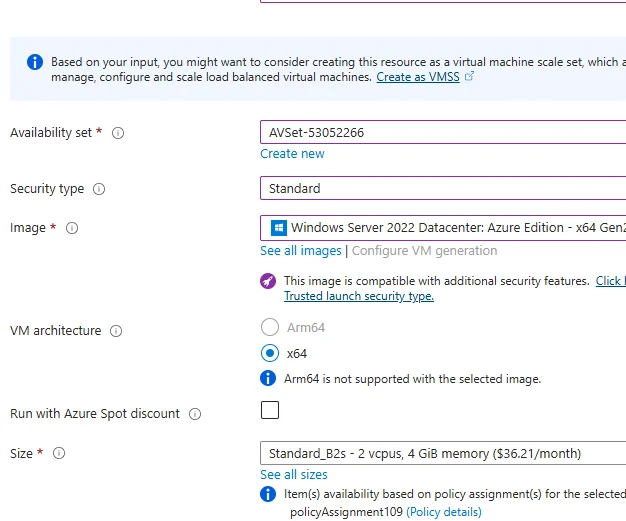 Based on your input, you might want to consider creating this resource as a virtual machine scale set, which a
manage, configure and scale load balanced virtual machines. Create as VMSS
Availability set *
AVSet-53052266
Create new
Security type
Standard
Image *
Windows Server 2022 Datacenter: Azure Edition - x64 Gen2
See all images | Configure VM generation
This image is compatible with additional security features. Click
Trusted launch security type.
VM architecture
Arm64
x64
Arm64 is not supported with the selected image.
Run with Azure Spot discount
Size *
Standard_B2s - 2 vcpus, 4 GiB memory ($36.21/month)
See all sizes
Item(s) availability based on policy assignment(s) for the selected
policyAssignment109 (Policy details)